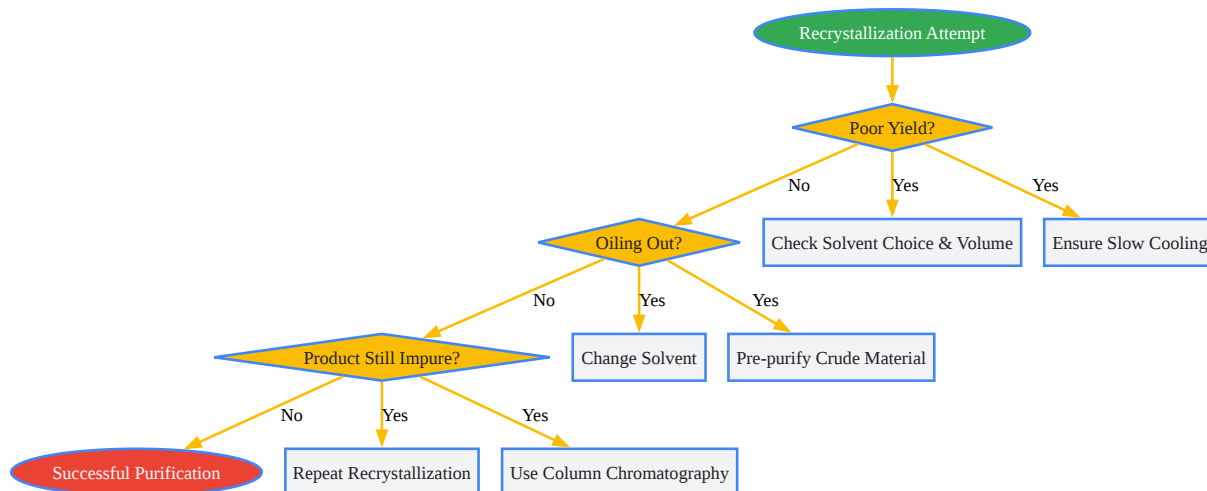 Recrystallization Attempt
Poor Yield?
No
Yes
Yes
Oiling Out?
Check Solvent Choice & Volume
Ensure Slow Cooling
No
Yes
Yes
Product Still Impure?
Change Solvent
Pre-purify Crude Material
No
Yes
Yes
Successful Purification
Repeat Recrystallization
Use Column Chromatography